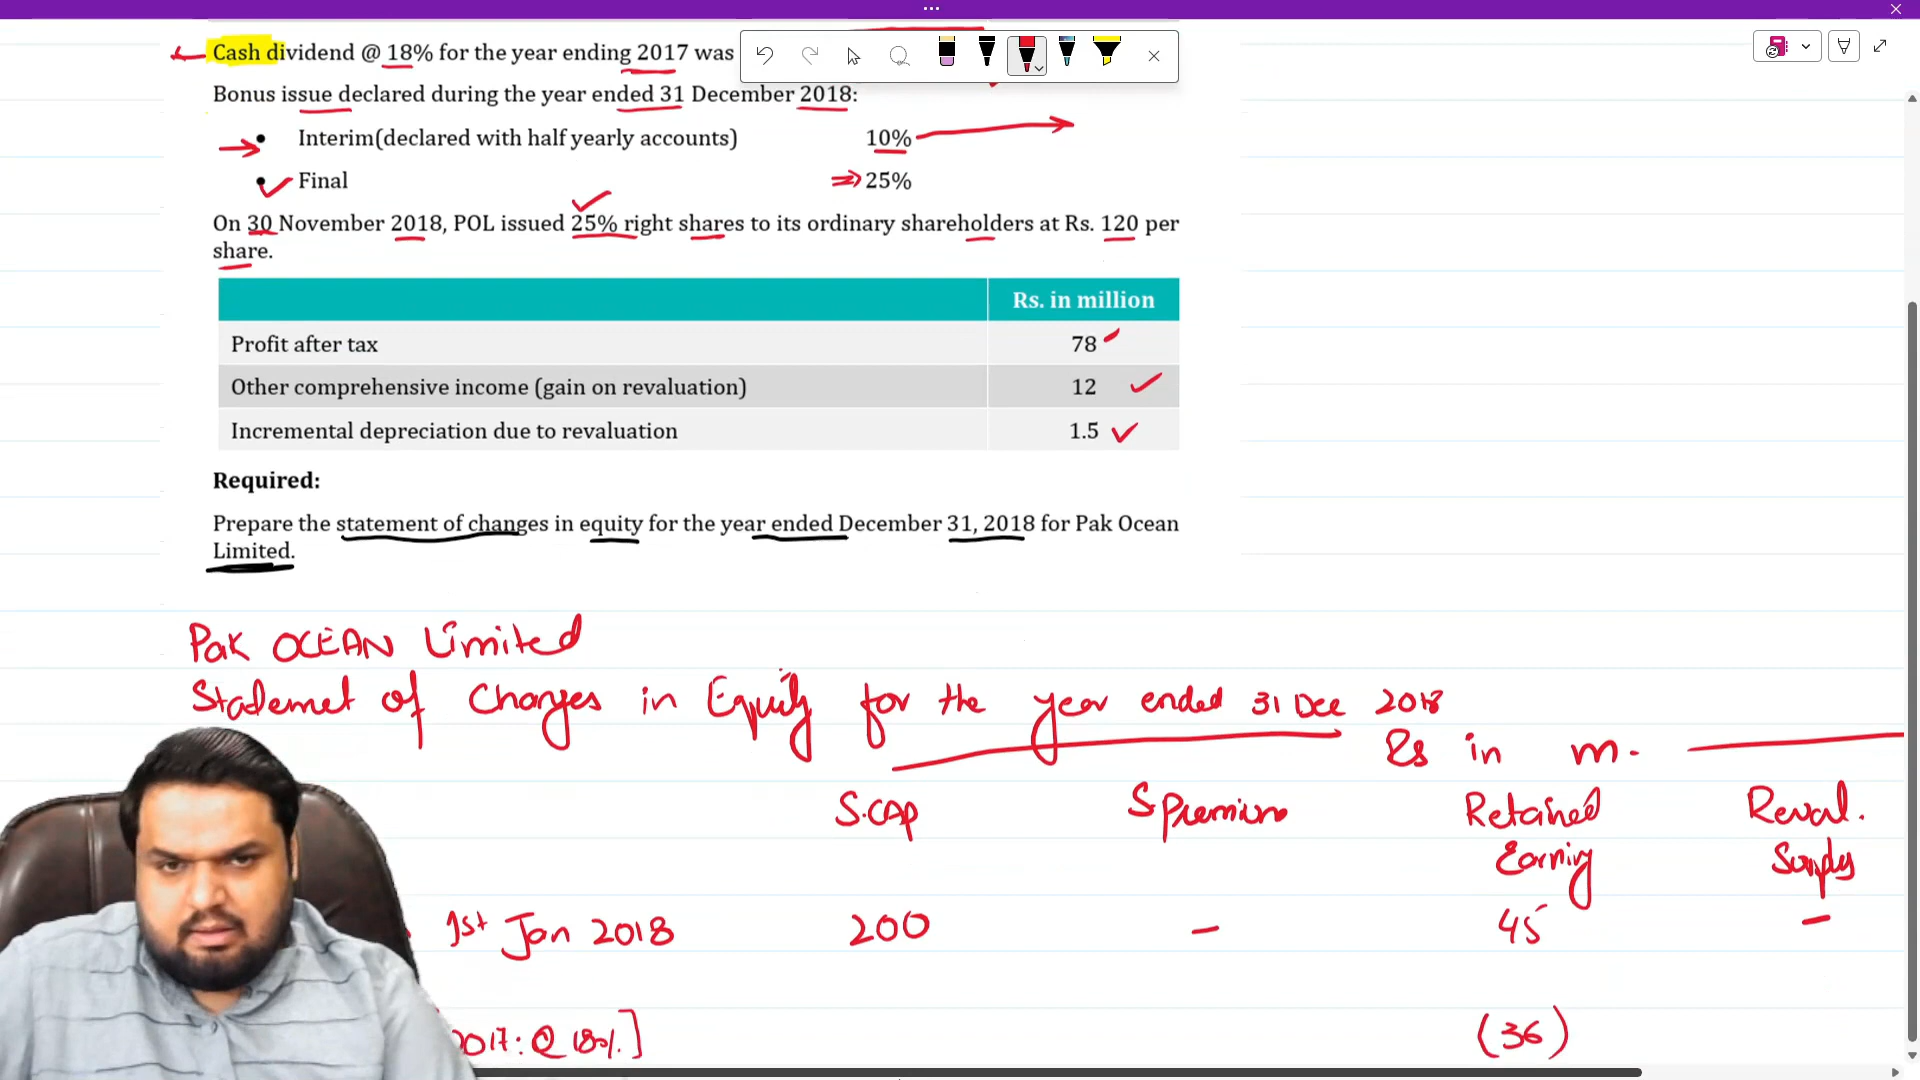 Cash dividend @ 18% for the year ending 2017 was
Bonus issue declared during the year ended 31 December 2018:
• Interim(declared with half yearly accounts) 10%
• Final 25%
On 30 November 2018, POL issued 25% right shares to its ordinary shareholders at Rs. 120 per
share.
Rs. in million
Profit after tax 78
Other comprehensive income (gain on revaluation) 12
Incremental depreciation due to revaluation 1.5
Required:
Prepare the statement of changes in equity for the year ended December 31, 2018 for Pak Ocean
Limited.
Pak OCEAN Limited
Statemet of Changes in Equity for the year ended 31 Dec 2018
Rs in m.
S.CAP S.Premium Retained Reval.
Earning
1st Jan 2018 200 - 45 -
2017: @ 18%] (36)